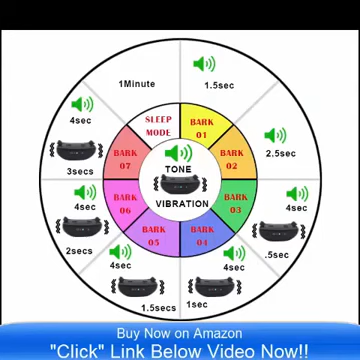 1Minute
1.5sec
4sec
SLEEP
MODE
BARK
01
BARK
07
BARK
02
2.5sec
3secs
TONE
VIBRATION
4sec
BARK
06
BARK
03
4sec
2secs
BARK
05
BARK
04
.5sec
4sec
4sec
1.5secs
1sec
Buy Now on Amazon
"Click" Link Below Video Now!!